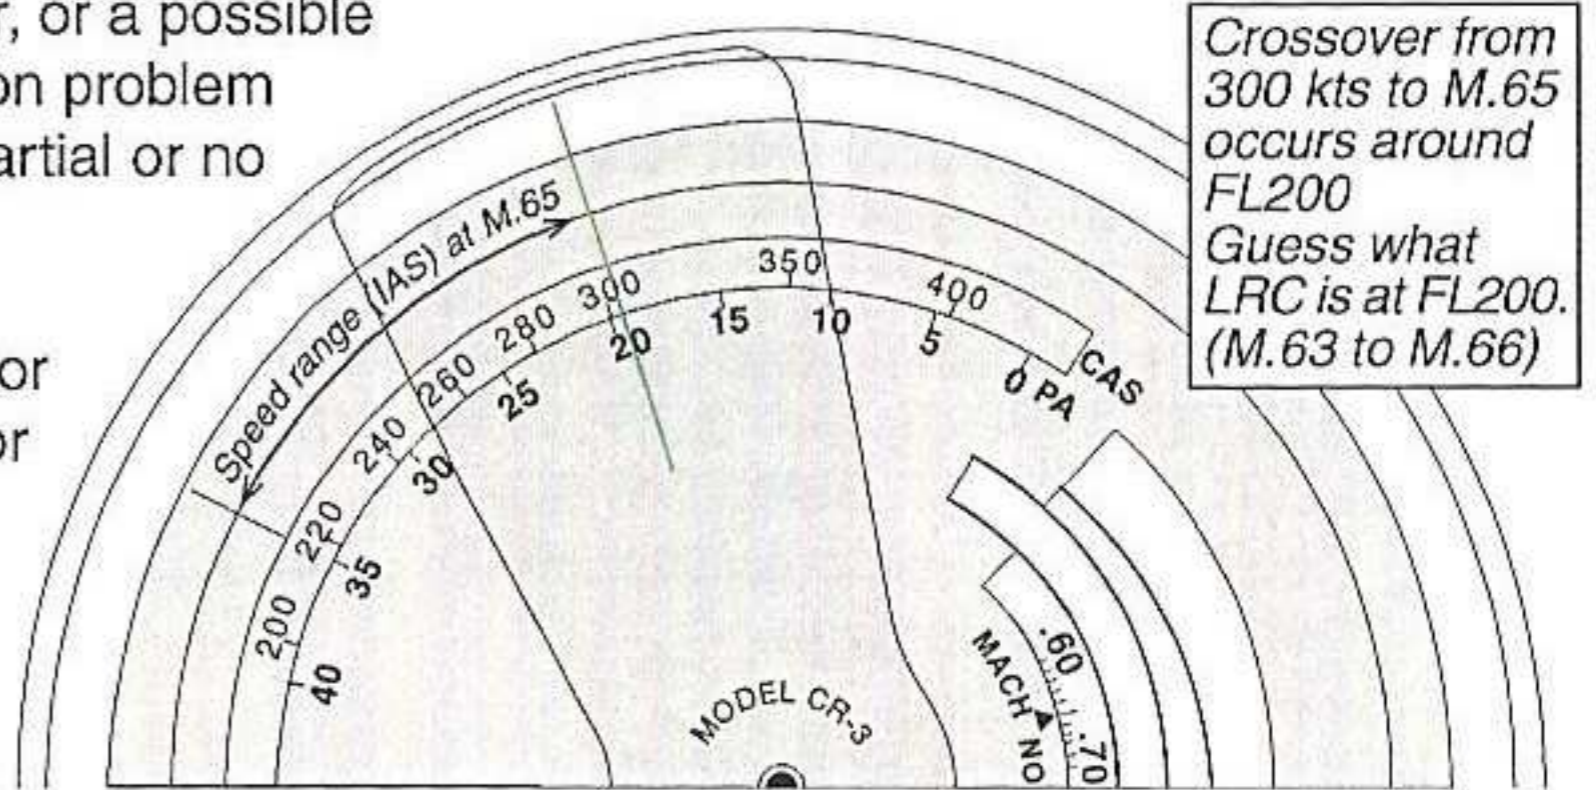 r, or a possible
on problem
artial or no
or
or
Crossover from
300 kts to M.65
occurs around
FL200
Guess what
LRC is at FL200.
(M.63 to M.66)
Speed range (IAS) at M.65
200 220 240 260 280 300 350 400 CAS
40 35 30 25 20 15 10 5 0 PA
MODEL CR-3
MACH NO
.60 .70